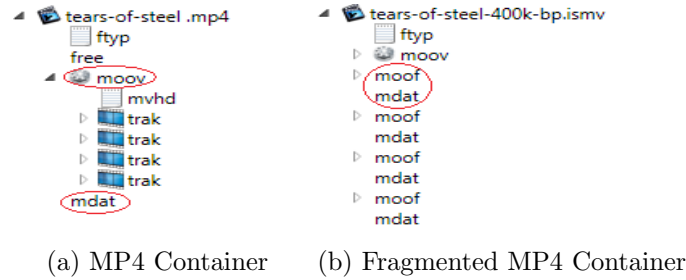 tears-of-steel .mp4
ftyp
free
moov
mvhd
trak
trak
trak
trak
mdat
(a) MP4 Container
tears-of-steel-400k-bp.ismv
ftyp
moov
moof
mdat
moof
mdat
moof
mdat
moof
mdat
(b) Fragmented MP4 Container